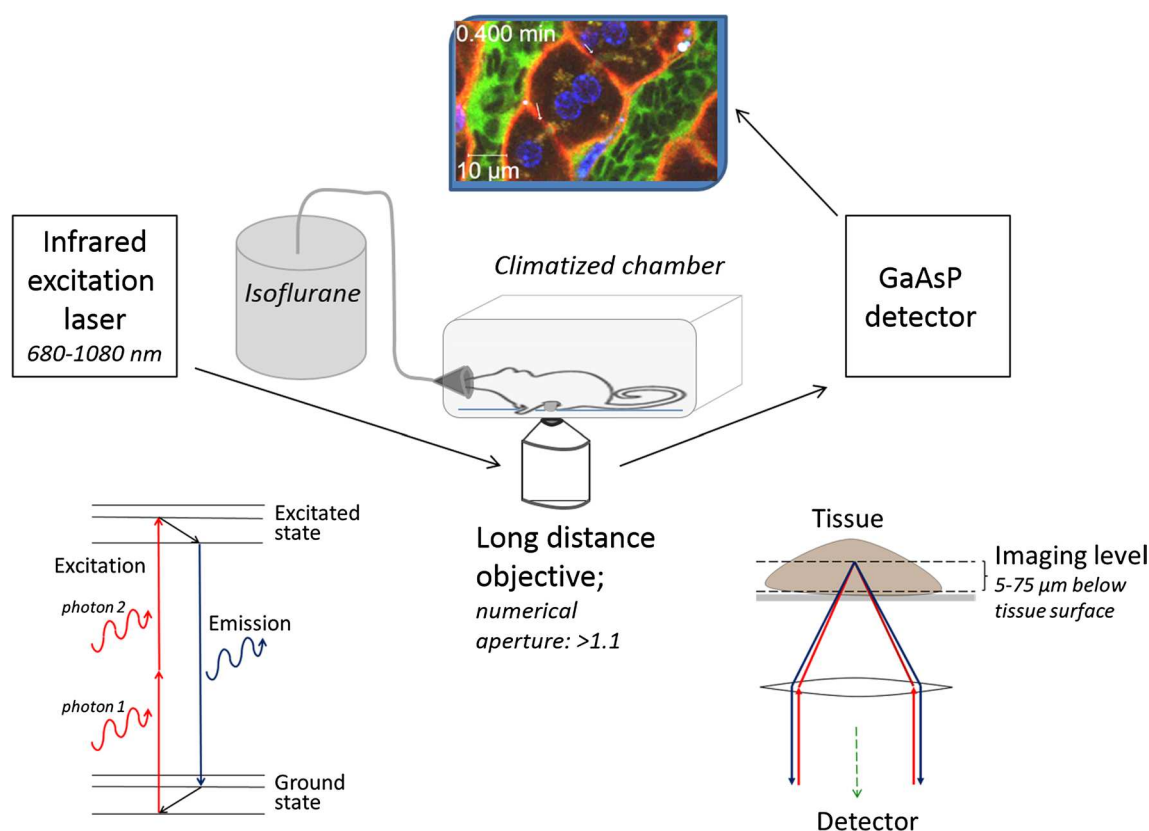 0.400 min
10 µm
Infrared
excitation
laser
680-1080 nm
Isoflurane
Climatized chamber
GaAsP
detector
Long distance
objective;
numerical
aperture: >1.1
Excitated
state
Excitation
photon 2
Emission
photon 1
Ground
state
Tissue
Imaging level
5-75 µm below
tissue surface
Detector